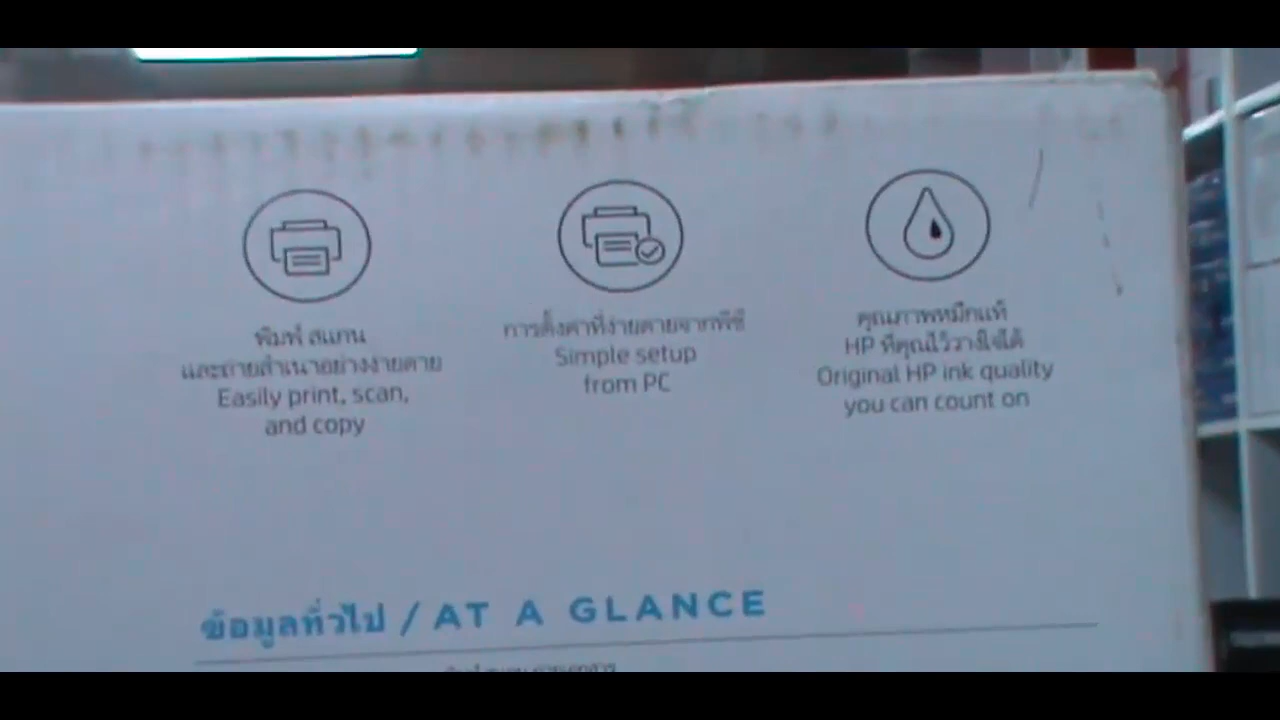 พิมพ์ สแกน
และถ่ายสำเนาอย่างง่ายดาย
Easily print, scan,
and copy
การตั้งค่าที่ง่ายดายจากพีซี
Simple setup
from PC
คุณภาพหมึกแท้
HP ที่คุณไว้วางใจได้
Original HP ink quality
you can count on
ข้อมูลทั่วไป / AT A GLANCE